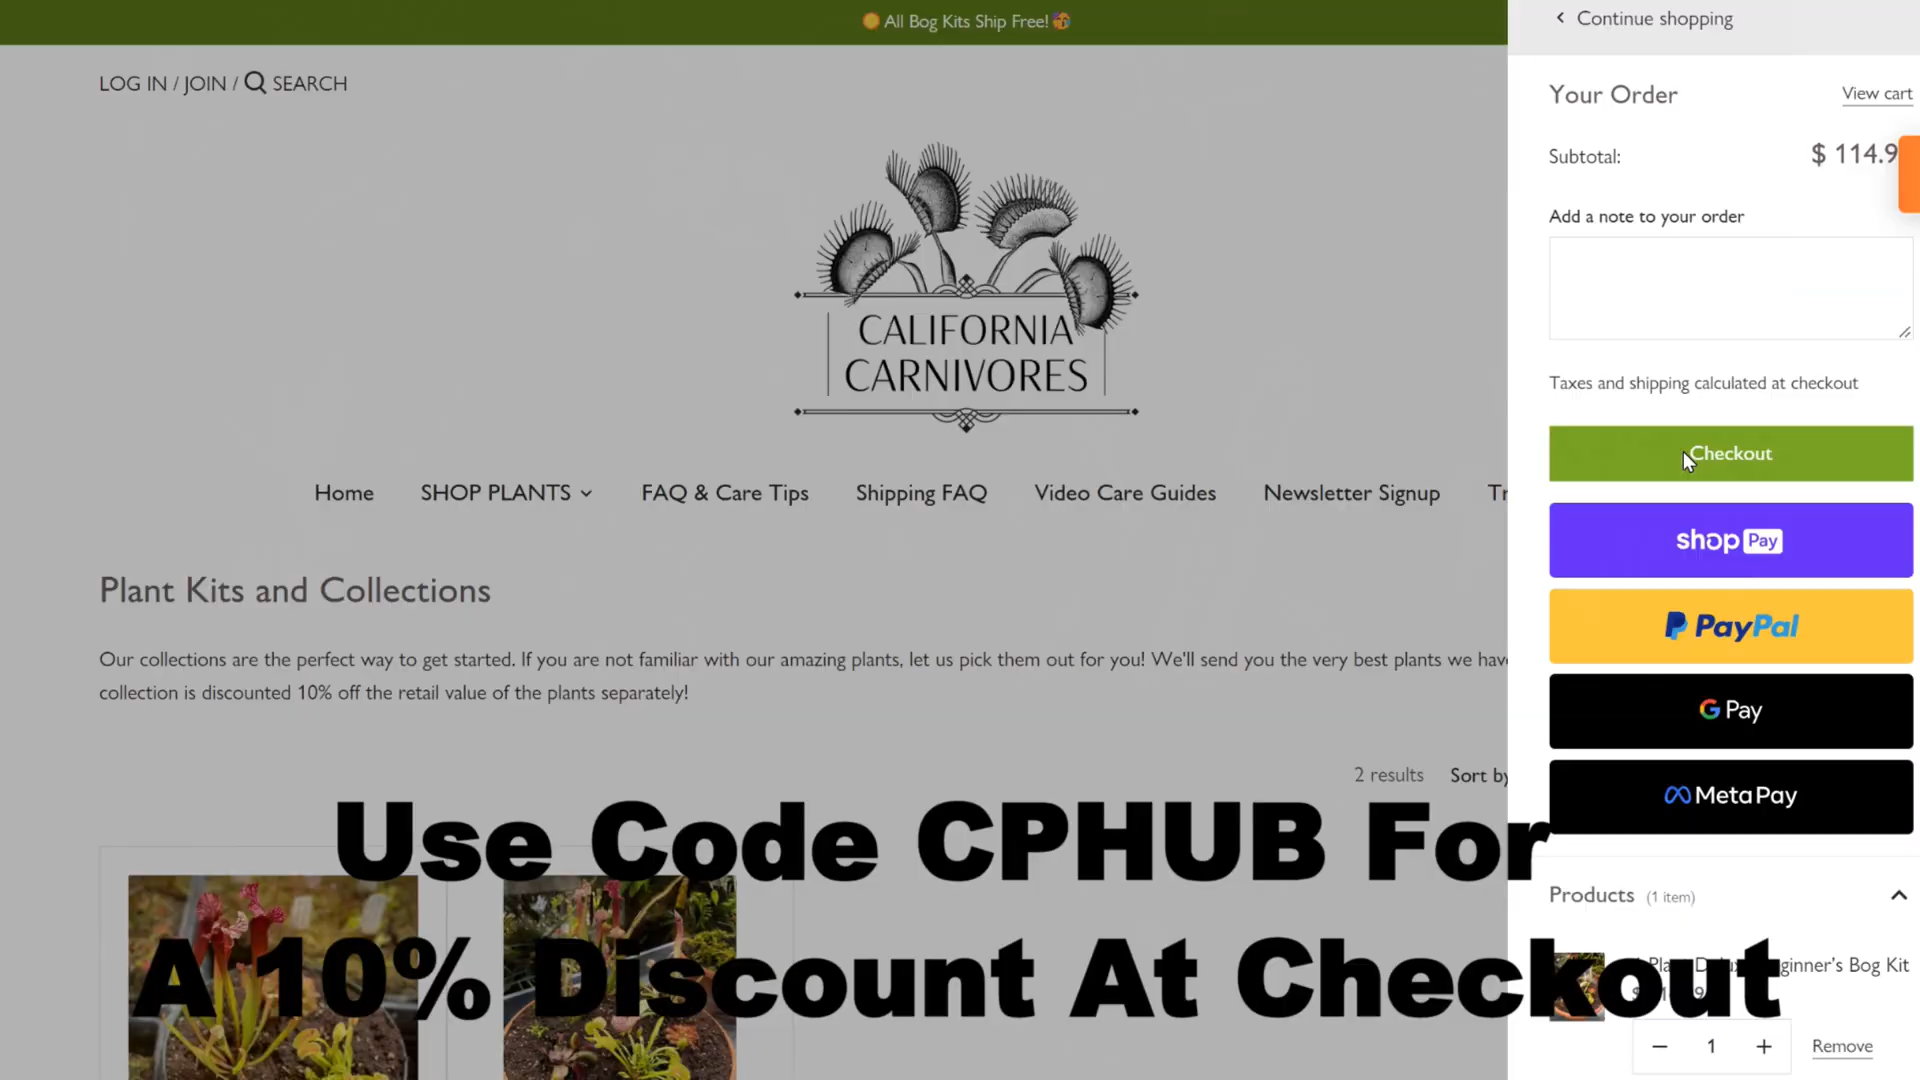 All Bog Kits Ship Free!
Continue shopping
LOG IN / JOIN / SEARCH
Your Order
View cart
Subtotal:
$ 114.9
Add a note to your order
CALIFORNIA
CARNIVORES
Taxes and shipping calculated at checkout
Checkout
Home
SHOP PLANTS
FAQ & Care Tips
Shipping FAQ
Video Care Guides
Newsletter Signup
Tr
shop Pay
Plant Kits and Collections
PayPal
Our collections are the perfect way to get started. If you are not familiar with our amazing plants, let us pick them out for you! We'll send you the very best plants we hav
collection is discounted 10% off the retail value of the plants separately!
G Pay
2 results
Sort by
Meta Pay
Use Code CPHUB For
A 10% Discount At Checkout
Products (1 item)
Bog Kit
1
Remove